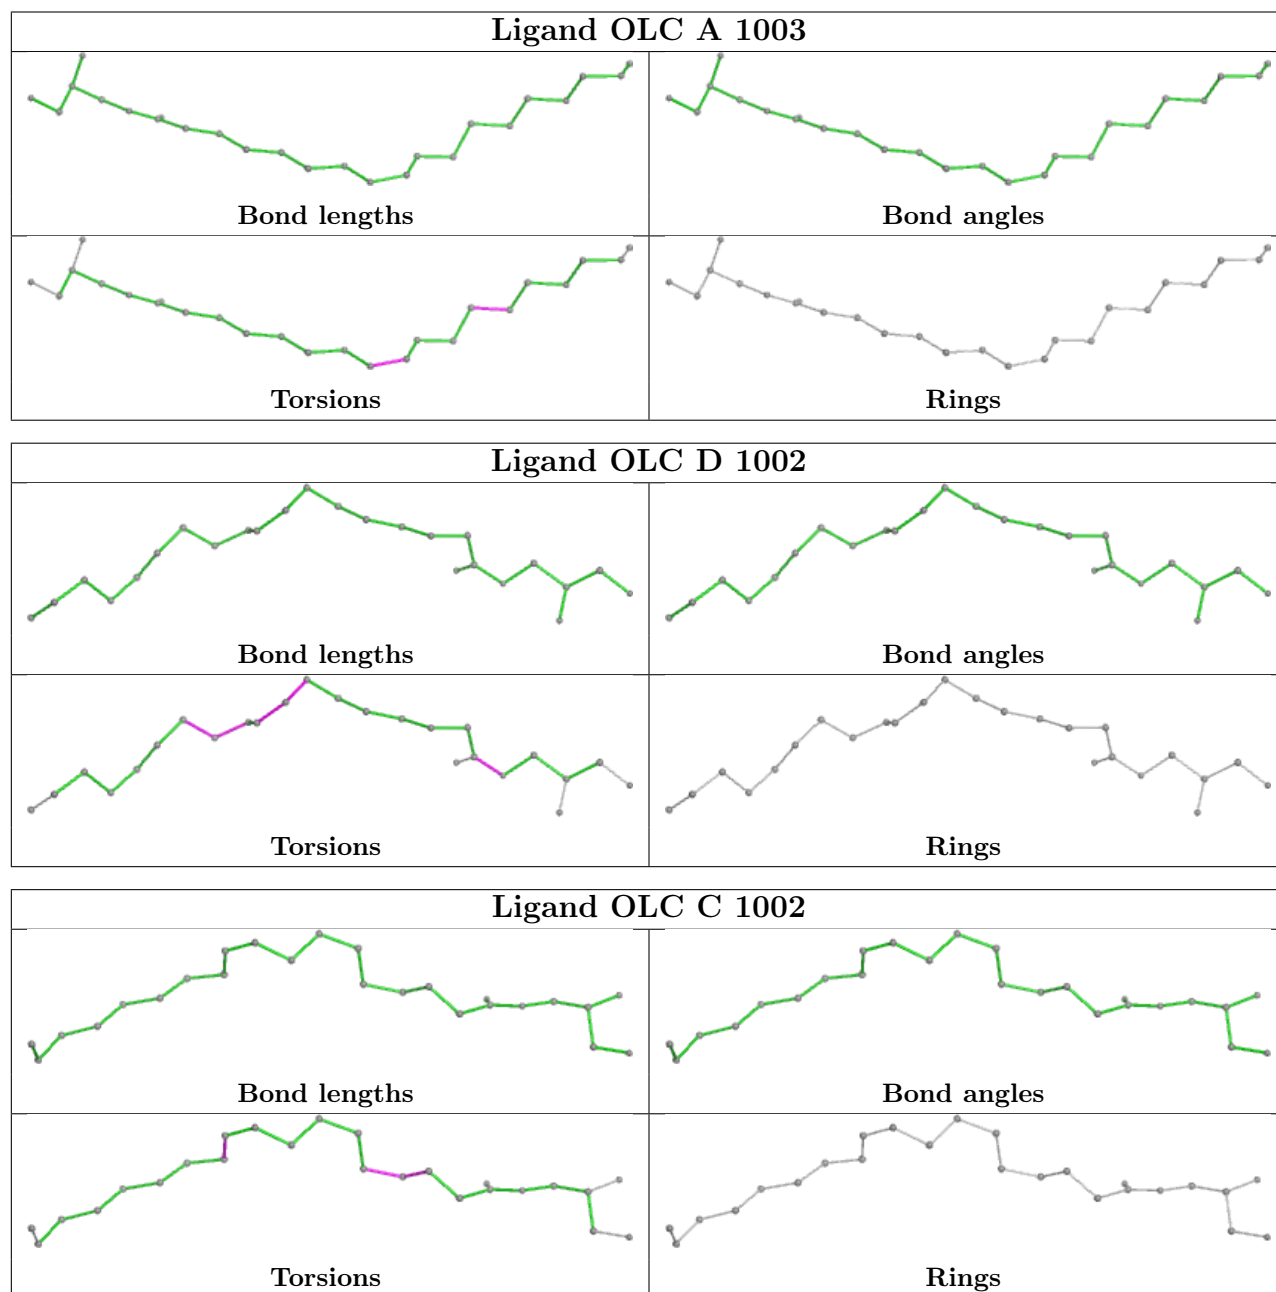 Ligand OLC A 1003
Bond lengths Bond angles
Torsions Rings
Ligand OLC D 1002
Bond lengths Bond angles
Torsions Rings
Ligand OLC C 1002
Bond lengths Bond angles
Torsions Rings